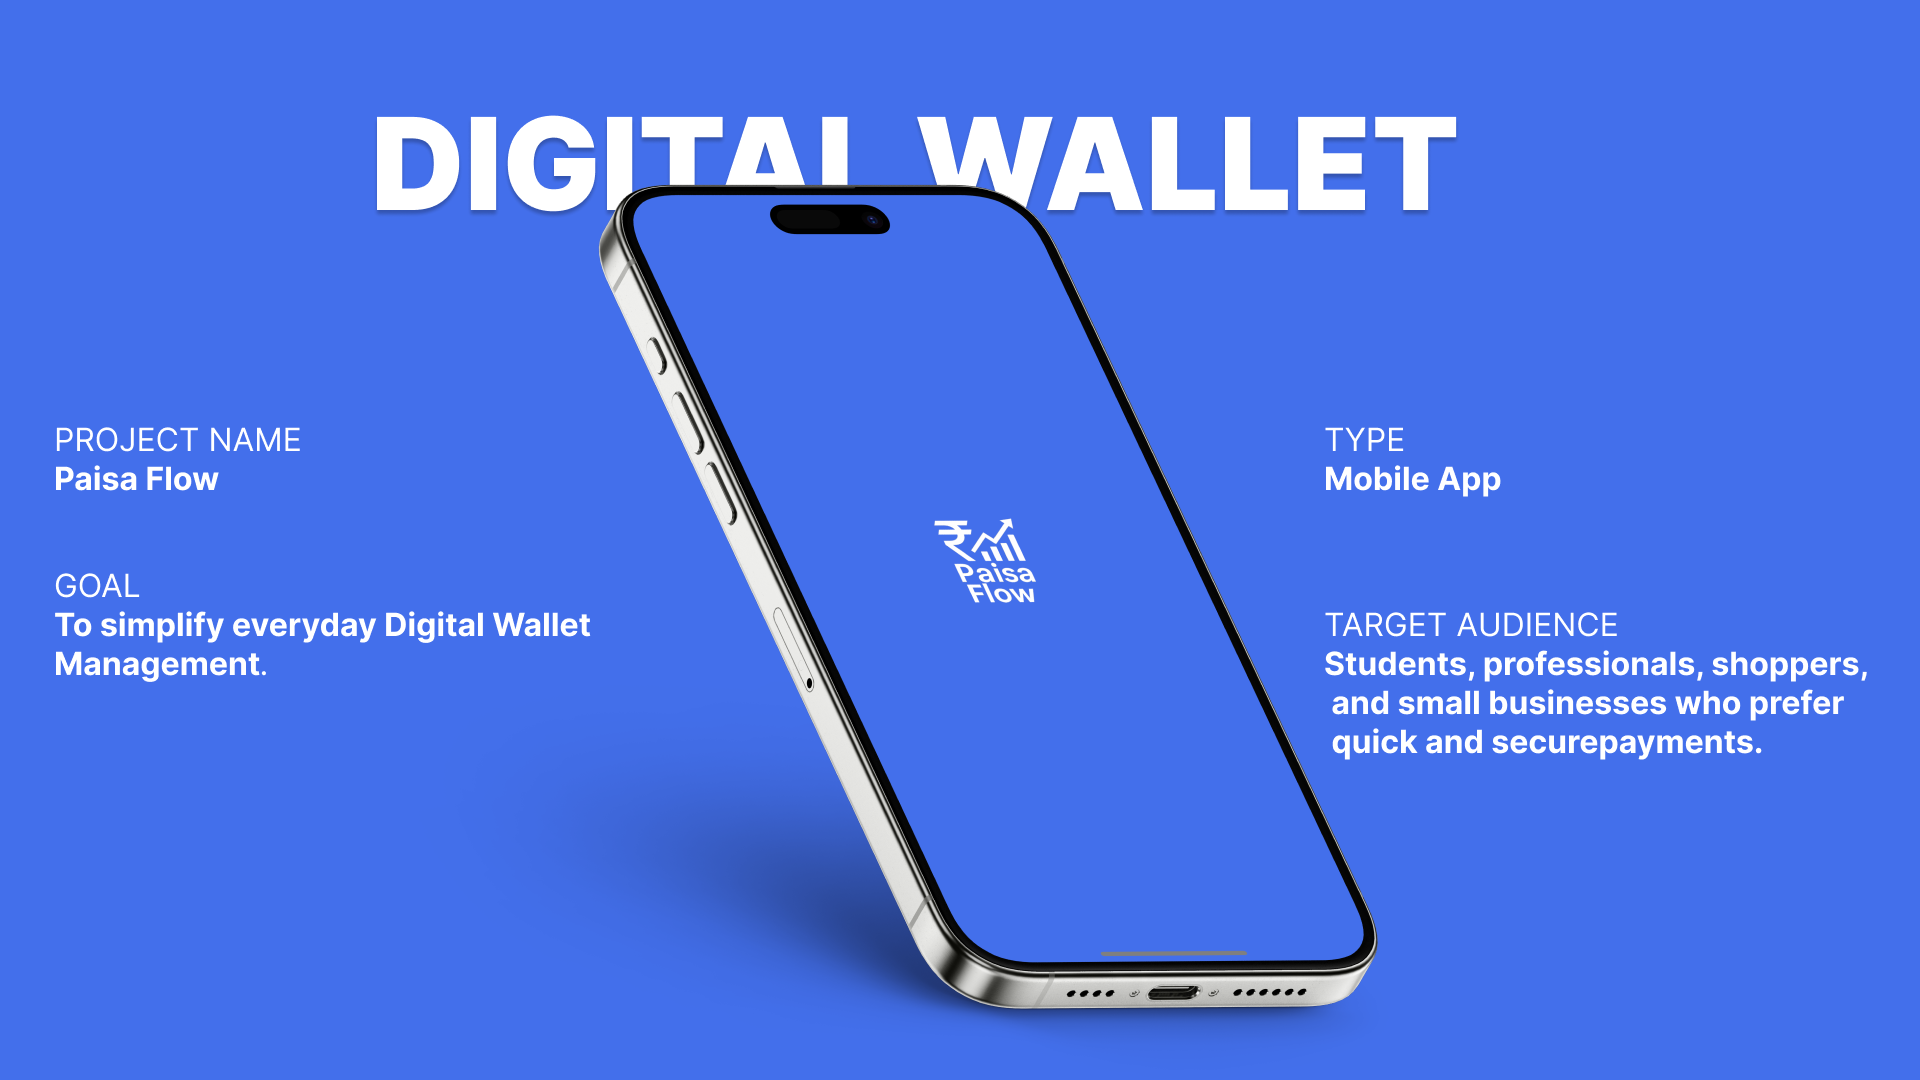 DIGITAL WALLET
PROJECT NAME
Paisa Flow
GOAL
To simplify everyday Digital Wallet
Management.
₹
Paisa
Flow
TYPE
Mobile App
TARGET AUDIENCE
Students, professionals, shoppers,
and small businesses who prefer
quick and securepayments.